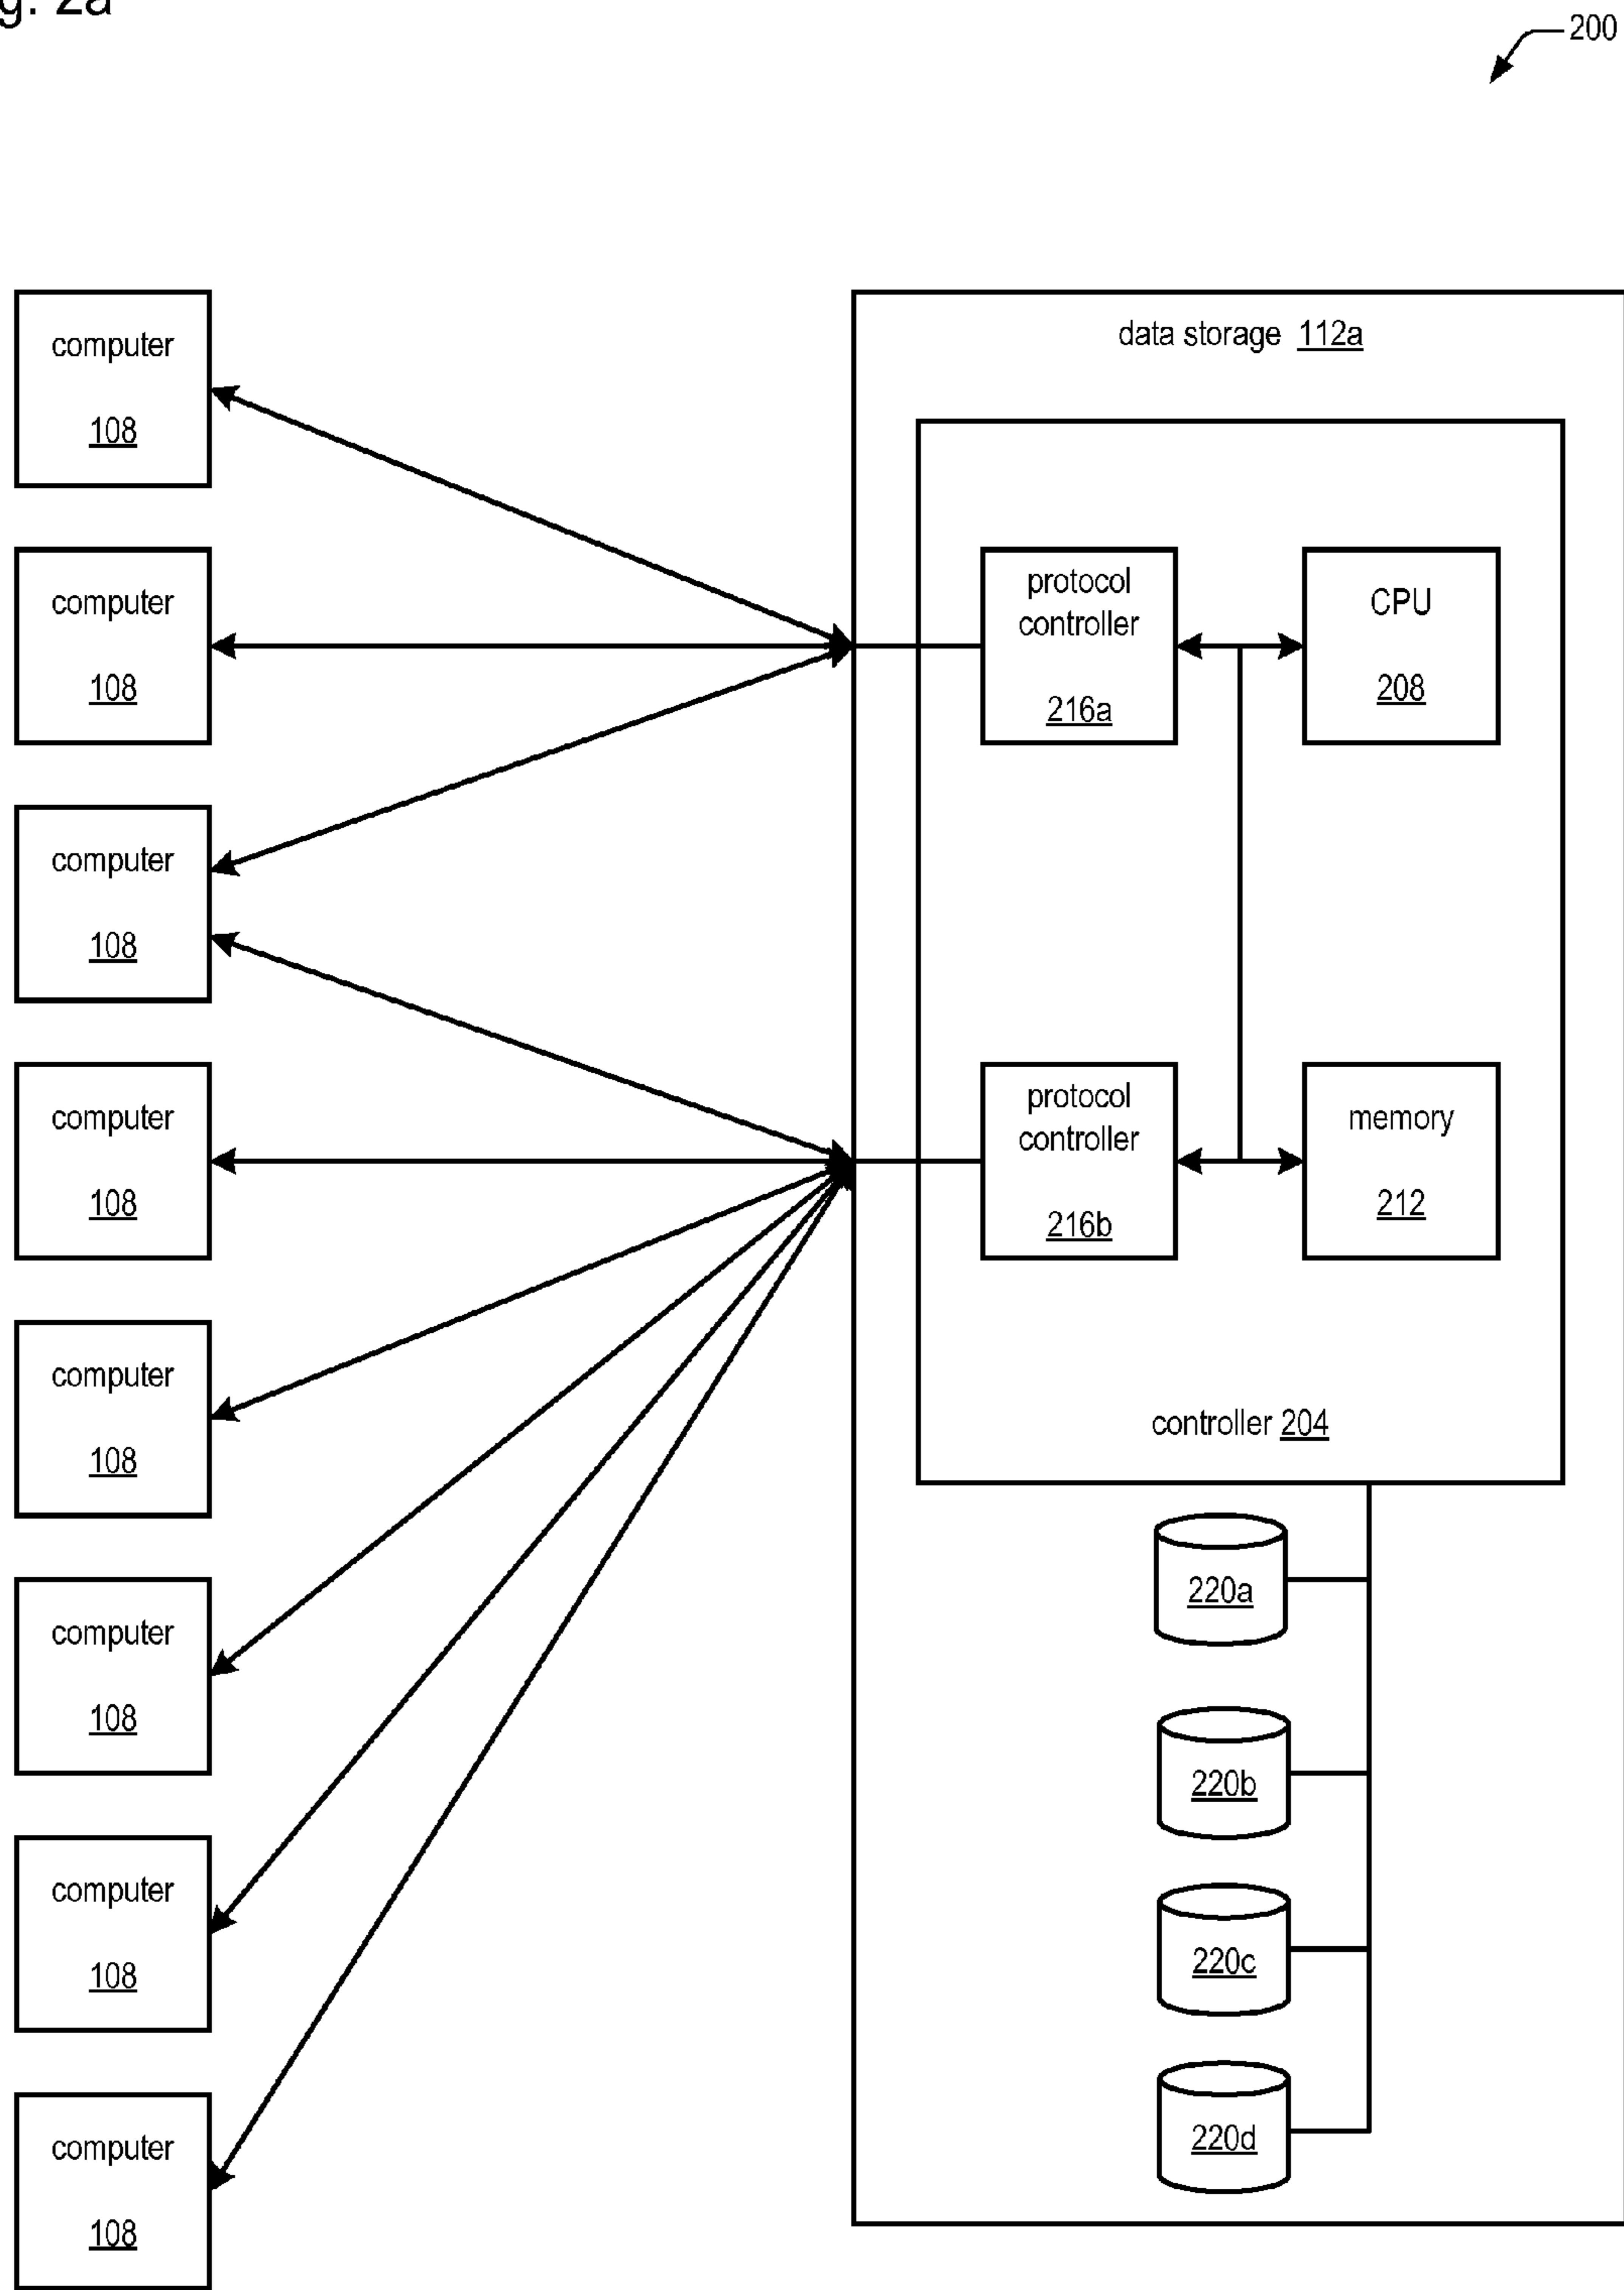 g. 2a
200
computer
108
computer
108
computer
108
computer
108
computer
108
computer
108
computer
108
computer
108
data storage 112a
protocol
controller
216a
CPU
208
protocol
controller
216b
memory
212
controller 204
220a
220b
220c
220d